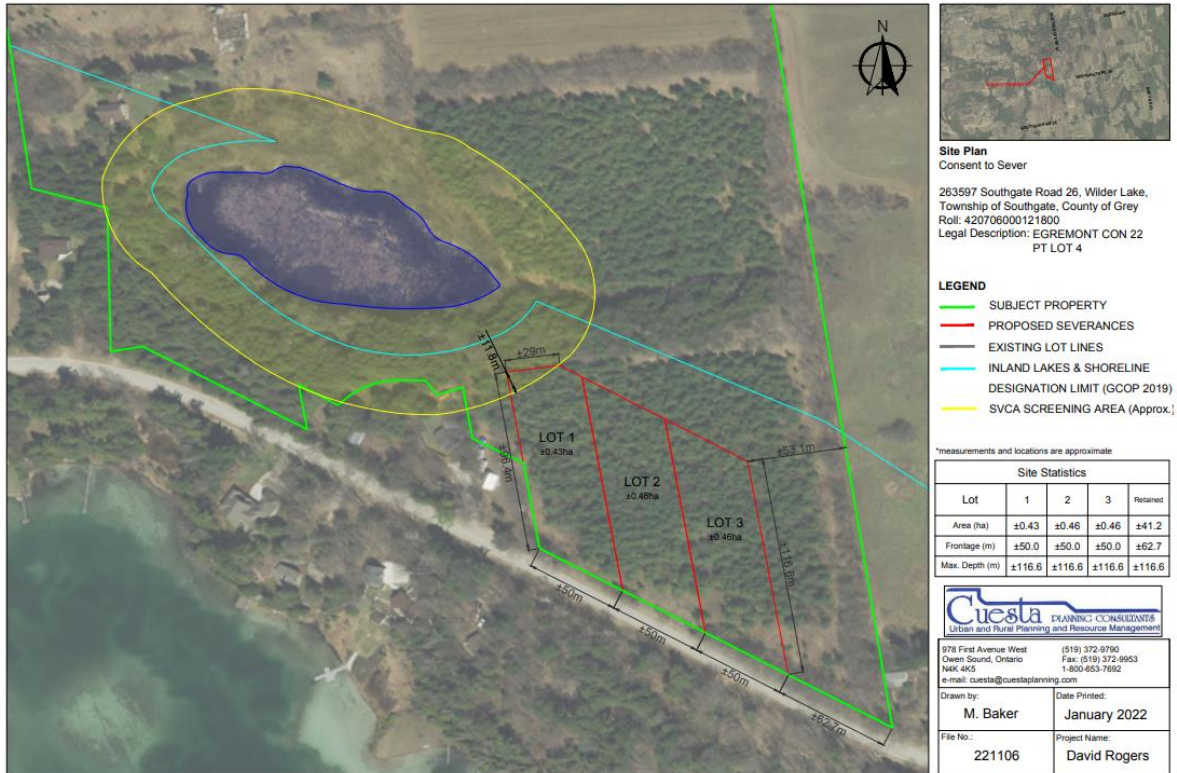 N
±11.8m
±29m
LOT 1
±0.43ha
±96.4m
LOT 2
±0.46ha
LOT 3
±0.46ha
±53.1m
±116.6m
±50m
±50m
±50m
±62.7m
Site Plan
Consent to Sever
263597 Southgate Road 26, Wilder Lake,
Township of Southgate, County of Grey
Roll: 420706000121800
Legal Description: EGREMONT CON 22
PT LOT 4
LEGEND
SUBJECT PROPERTY
PROPOSED SEVERANCES
EXISTING LOT LINES
INLAND LAKES & SHORELINE
DESIGNATION LIMIT (GCOP 2019)
SVCA SCREENING AREA (Approx.)
*measurements and locations are approximate
Site Statistics
Lot 1 2 3 Retained
Area (ha) ±0.43 ±0.46 ±0.46 ±41.2
Frontage (m) ±50.0 ±50.0 ±50.0 ±62.7
Max. Depth (m) ±116.6 ±116.6 ±116.6 ±116.6
Cuesta PLANNING CONSULTANTS
Urban and Rural Planning and Resource Management
978 First Avenue West (519) 372-9790
Owen Sound, Ontario Fax: (519) 372-9953
N4K 4K5 1-800-653-7692
e-mail: cuesta@cuestaplanning.com
Drawn by: Date Printed:
M. Baker January 2022
File No.: Project Name:
221106 David Rogers